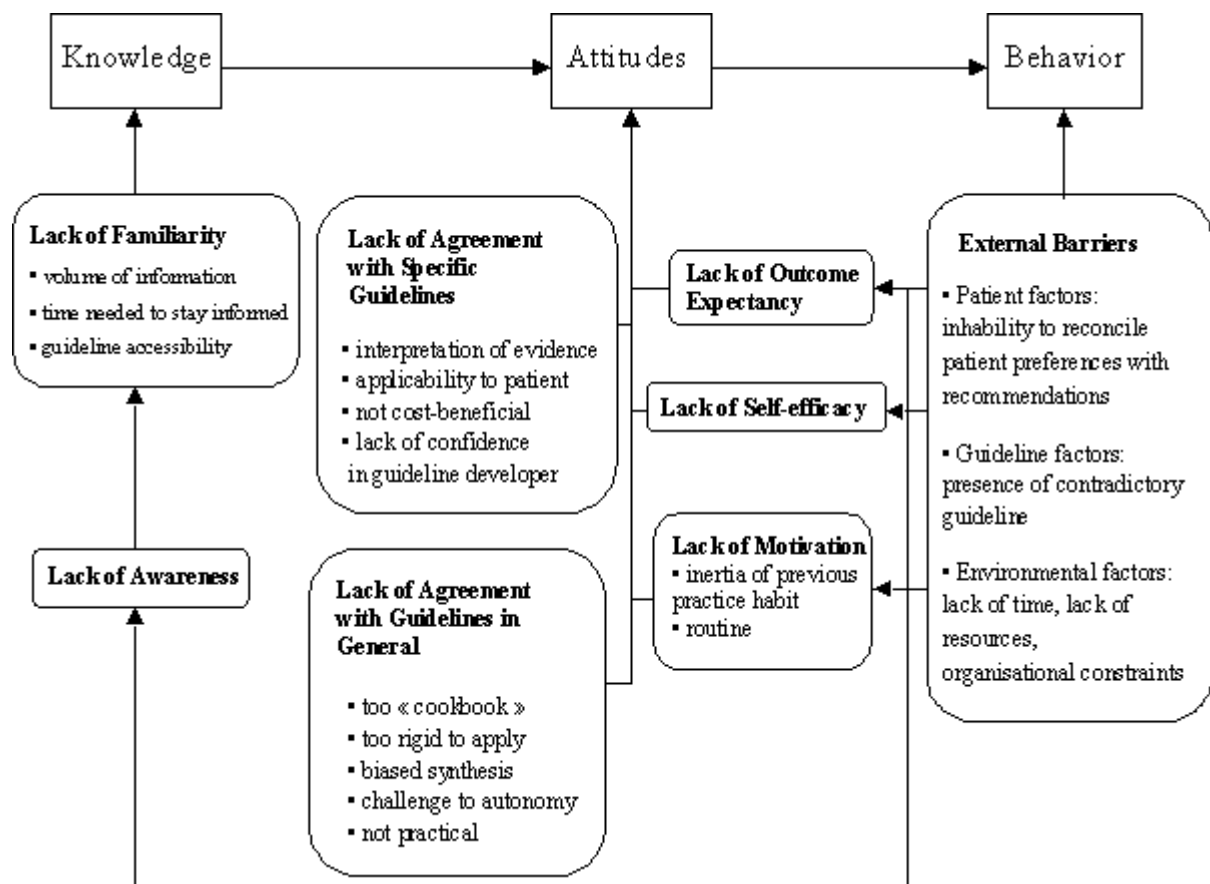 Knowledge
Attitudes
Behavior
Lack of Familiarity
▪ volume of information
▪ time needed to stay informed
▪ guideline accessibility
Lack of Awareness
Lack of Agreement
with Specific
Guidelines
▪ interpretation of evidence
▪ applicability to patient
▪ not cost-beneficial
▪ lack of confidence
in guideline developer
Lack of Agreement
with Guidelines in
General
▪ too « cookbook »
▪ too rigid to apply
▪ biased synthesis
▪ challenge to autonomy
▪ not practical
Lack of Outcome
Expectancy
Lack of Self-efficacy
Lack of Motivation
▪ inertia of previous
practice habit
▪ routine
External Barriers
▪ Patient factors:
inhability to reconcile
patient preferences with
recommendations
▪ Guideline factors:
presence of contradictory
guideline
▪ Environmental factors:
lack of time, lack of
resources,
organisational constraints